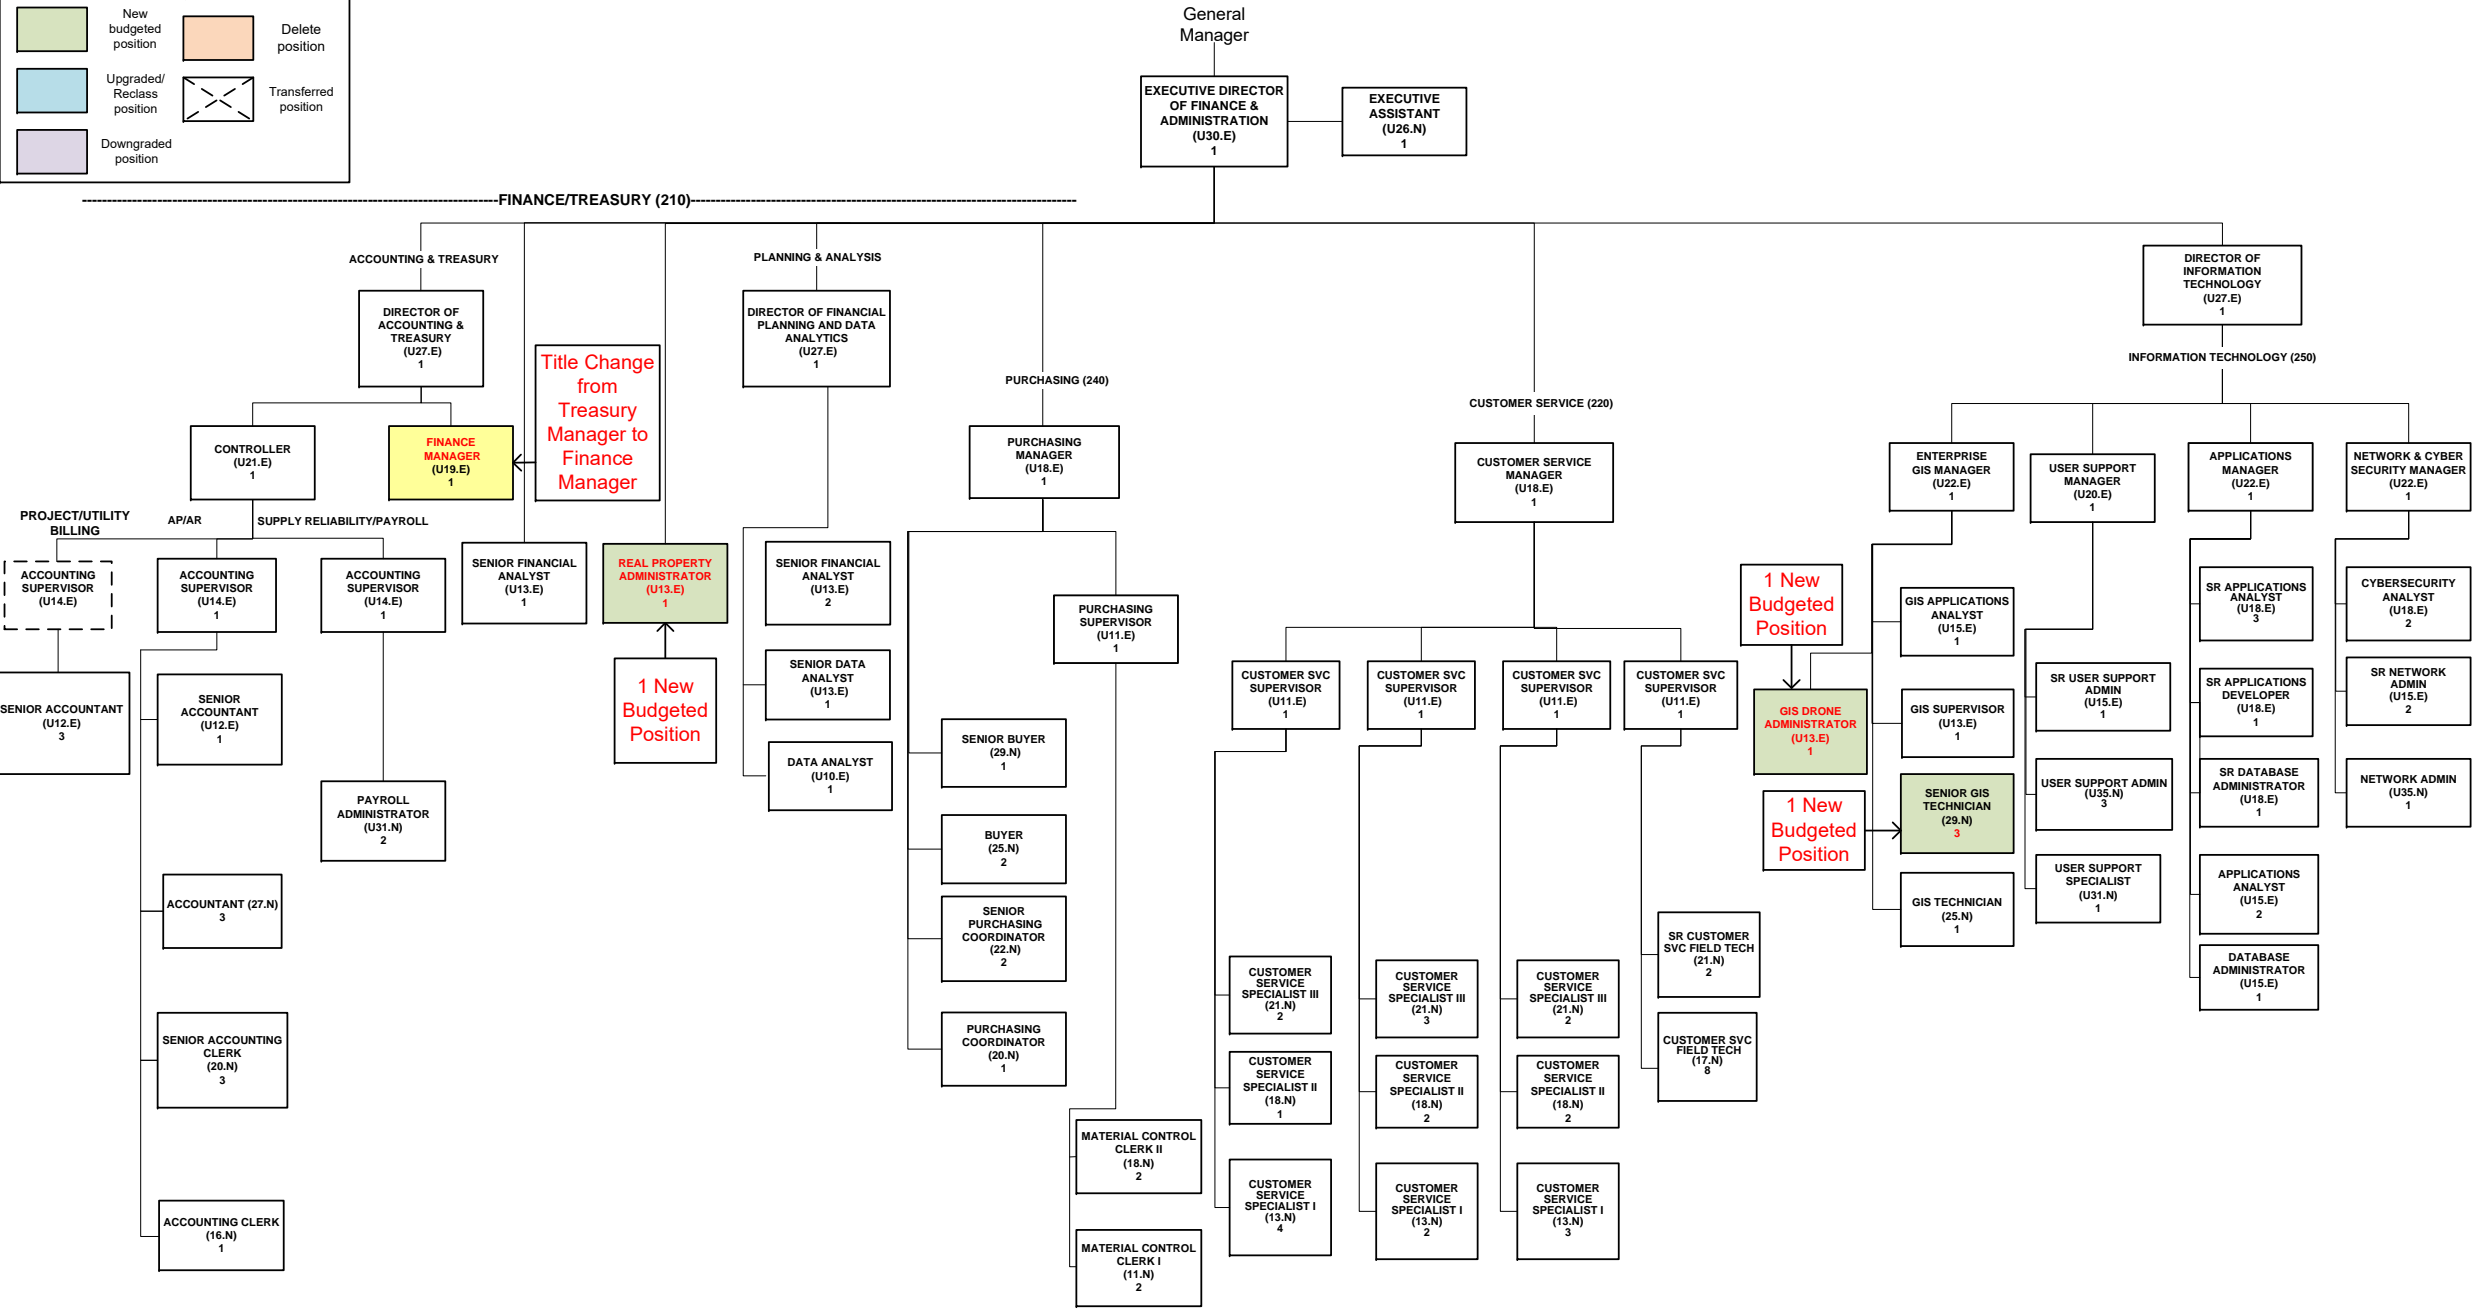 New
budgeted
position
Delete
position
Upgraded/
Reclass
position
Transferred
position
Downgraded
position
General
Manager
EXECUTIVE DIRECTOR
OF FINANCE &
ADMINISTRATION
(U30.E)
1
EXECUTIVE
ASSISTANT
(U26.N)
1
FINANCE/TREASURY (210)
ACCOUNTING & TREASURY
DIRECTOR OF
ACCOUNTING &
TREASURY
(U27.E)
1
CONTROLLER
(U21.E)
1
FINANCE
MANAGER
(U19.E)
1
Title Change
from
Treasury
Manager to
Finance
Manager
PROJECT/UTILITY
BILLING
AP/AR
SUPPLY RELIABILITY/PAYROLL
ACCOUNTING
SUPERVISOR
(U14.E)
ACCOUNTING
SUPERVISOR
(U14.E)
1
ACCOUNTING
SUPERVISOR
(U14.E)
1
SENIOR ACCOUNTANT
(U12.E)
3
SENIOR
ACCOUNTANT
(U12.E)
1
PAYROLL
ADMINISTRATOR
(U31.N)
2
ACCOUNTANT (27.N)
3
SENIOR ACCOUNTING
CLERK
(20.N)
3
ACCOUNTING CLERK
(16.N)
1
SENIOR FINANCIAL
ANALYST
(U13.E)
1
REAL PROPERTY
ADMINISTRATOR
(U13.E)
1
1 New
Budgeted
Position
PLANNING & ANALYSIS
DIRECTOR OF FINANCIAL
PLANNING AND DATA
ANALYTICS
(U27.E)
1
SENIOR FINANCIAL
ANALYST
(U13.E)
2
SENIOR DATA
ANALYST
(U13.E)
1
DATA ANALYST
(U10.E)
1
PURCHASING (240)
PURCHASING
MANAGER
(U18.E)
1
PURCHASING
SUPERVISOR
(U11.E)
1
SENIOR BUYER
(29.N)
1
BUYER
(25.N)
2
SENIOR
PURCHASING
COORDINATOR
(22.N)
2
PURCHASING
COORDINATOR
(20.N)
1
MATERIAL CONTROL
CLERK II
(18.N)
2
MATERIAL CONTROL
CLERK I
(11.N)
2
CUSTOMER SERVICE (220)
CUSTOMER SERVICE
MANAGER
(U18.E)
1
CUSTOMER SVC
SUPERVISOR
(U11.E)
1
CUSTOMER SVC
SUPERVISOR
(U11.E)
1
CUSTOMER SVC
SUPERVISOR
(U11.E)
1
CUSTOMER SVC
SUPERVISOR
(U11.E)
1
CUSTOMER
SERVICE
SPECIALIST III
(21.N)
2
CUSTOMER
SERVICE
SPECIALIST II
(18.N)
1
CUSTOMER
SERVICE
SPECIALIST I
(13.N)
4
CUSTOMER
SERVICE
SPECIALIST III
(21.N)
3
CUSTOMER
SERVICE
SPECIALIST II
(18.N)
2
CUSTOMER
SERVICE
SPECIALIST I
(13.N)
2
CUSTOMER
SERVICE
SPECIALIST III
(21.N)
2
CUSTOMER
SERVICE
SPECIALIST II
(18.N)
2
CUSTOMER
SERVICE
SPECIALIST I
(13.N)
3
SR CUSTOMER
SVC FIELD TECH
(21.N)
2
CUSTOMER SVC
FIELD TECH
(17.N)
8
DIRECTOR OF
INFORMATION
TECHNOLOGY
(U27.E)
1
INFORMATION TECHNOLOGY (250)
ENTERPRISE
GIS MANAGER
(U22.E)
1
1 New
Budgeted
Position
GIS DRONE
ADMINISTRATOR
(U13.E)
1
1 New
Budgeted
Position
GIS APPLICATIONS
ANALYST
(U15.E)
1
GIS SUPERVISOR
(U13.E)
1
SENIOR GIS
TECHNICIAN
(29.N)
3
GIS TECHNICIAN
(25.N)
1
USER SUPPORT
MANAGER
(U20.E)
1
SR USER SUPPORT
ADMIN
(U15.E)
1
USER SUPPORT ADMIN
(U35.N)
3
USER SUPPORT
SPECIALIST
(U31.N)
1
APPLICATIONS
MANAGER
(U22.E)
1
SR APPLICATIONS
ANALYST
(U18.E)
3
SR APPLICATIONS
DEVELOPER
(U18.E)
1
SR DATABASE
ADMINISTRATOR
(U18.E)
1
APPLICATIONS
ANALYST
(U15.E)
2
DATABASE
ADMINISTRATOR
(U15.E)
1
NETWORK & CYBER
SECURITY MANAGER
(U22.E)
1
CYBERSECURITY
ANALYST
(U18.E)
2
SR NETWORK
ADMIN
(U15.E)
2
NETWORK ADMIN
(U35.N)
1